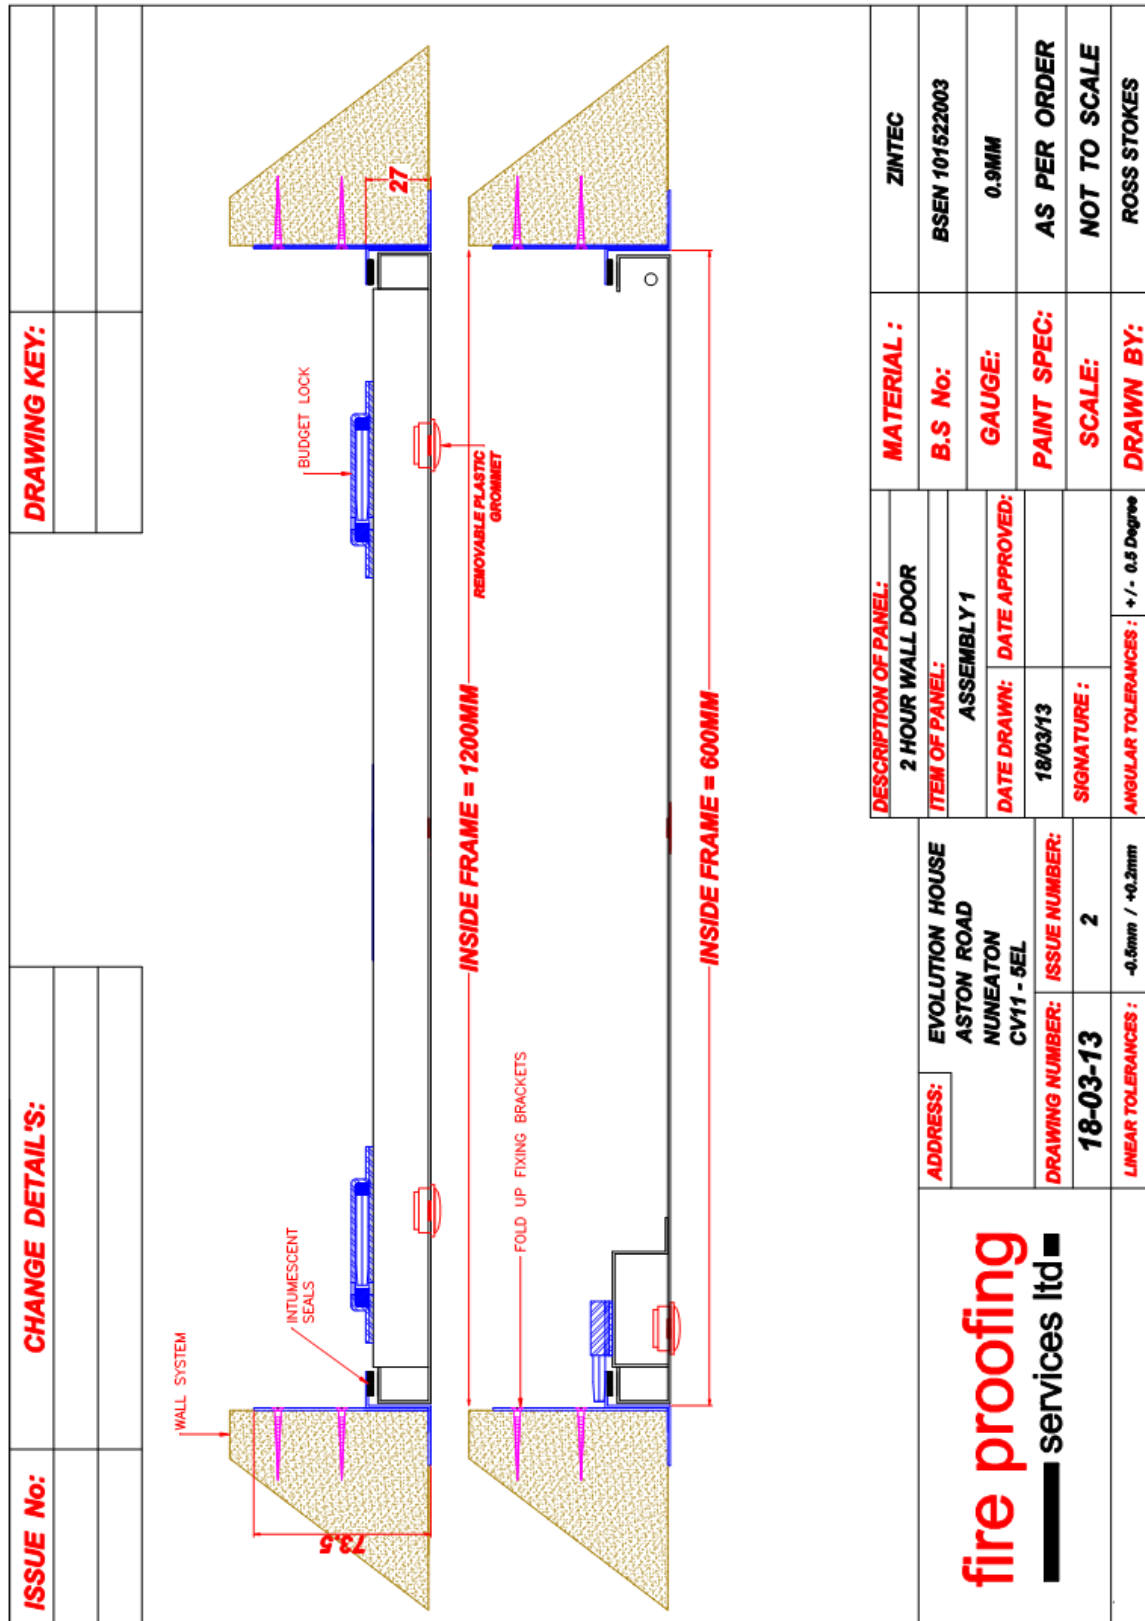 ISSUE No:
CHANGE DETAIL'S:
DRAWING KEY:
WALL SYSTEM
INTUMESCENT
SEALS
BUDGET LOCK
27
73.5
REMOVABLE PLASTIC
GROMMET
INSIDE FRAME = 1200MM
FOLD UP FIXING BRACKETS
INSIDE FRAME = 600MM
fire proofing
services ltd
ADDRESS:
EVOLUTION HOUSE
ASTON ROAD
NUNEATON
CV11 - 5EL
DRAWING NUMBER:
ISSUE NUMBER:
18-03-13
2
LINEAR TOLERANCES :
-0.5mm / +0.2mm
DESCRIPTION OF PANEL:
2 HOUR WALL DOOR
ITEM OF PANEL:
ASSEMBLY 1
DATE DRAWN:
DATE APPROVED:
18/03/13
SIGNATURE :
ANGULAR TOLERANCES :
+ / - 0.5 Degree
MATERIAL :
ZINTEC
B.S No:
BSEN 101522003
GAUGE:
0.9MM
PAINT SPEC:
AS PER ORDER
SCALE:
NOT TO SCALE
DRAWN BY:
ROSS STOKES